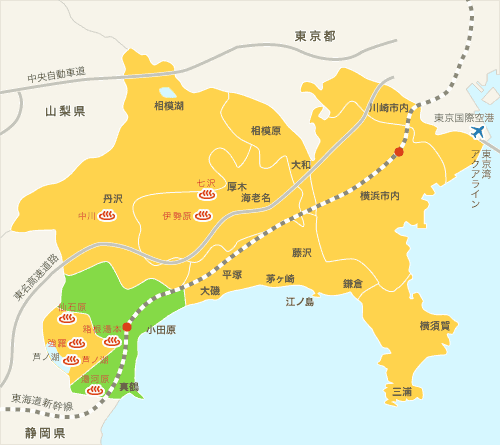 東京都
中央自動車道
山梨県
相模湖
川崎市内
東京国際空港
相模原
東京湾
アクアライン
大和
七沢
厚木
海老名
丹沢
中川
伊勢原
横浜市内
東名高速道路
藤沢
平塚
茅ヶ崎
大磯
鎌倉
江ノ島
仙石原
箱根湯本
小田原
横須賀
強羅
芦ノ湖
芦ノ湖
湯河原
真鶴
三浦
東海道新幹線
静岡県